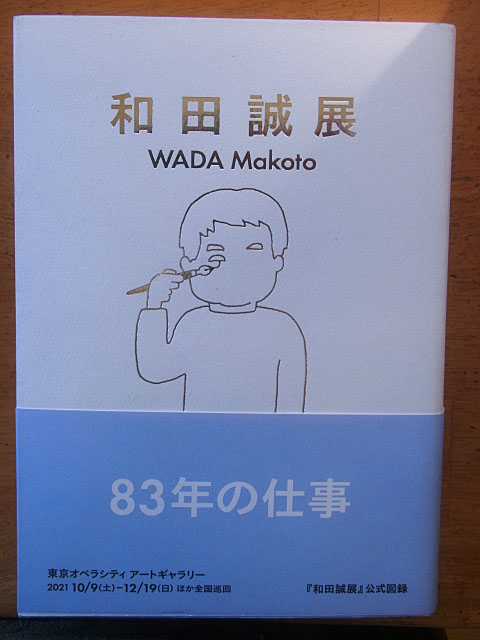 和田誠展
WADA Makoto
83年の仕事
東京オペラシティ アートギャラリー
2021 10/9(土)–12/19(日) ほか全国巡回
『和田誠展』公式図録